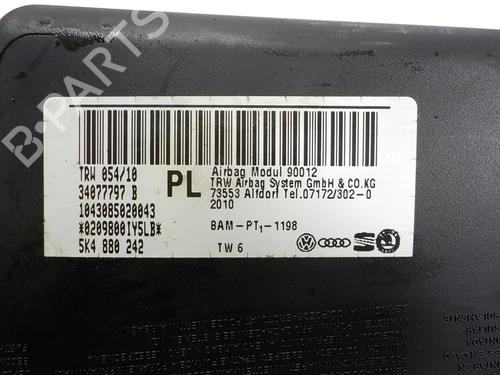 B-PARTS
TRW 054/10
34077797 B
1043085020043
*0209800IY5LB*
5K4 880 242
PL
Airbag Modul 90012
TRW Airbag System GmbH & CO.KG
73553 Alfdorf Tel.07172/302-0
2010
BAM-PT1-1198
TW 6